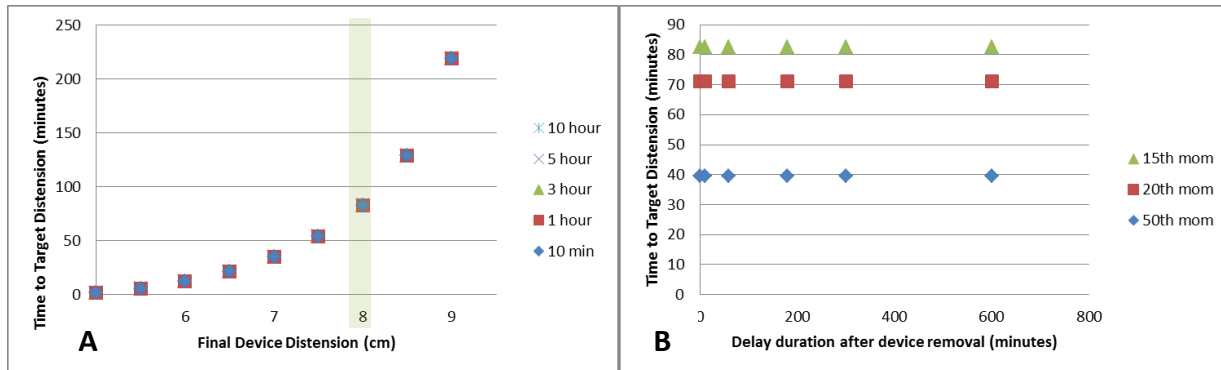 Time to Target Distension (minutes)
250
200
150
100
50
0
6
7
8
9
Final Device Distension (cm)
A
10 hour
5 hour
3 hour
1 hour
10 min
Time to Target Distension (minutes)
90
80
70
60
50
40
30
20
10
0
0
200
400
600
800
Delay duration after device removal (minutes)
B
15th mom
20th mom
50th mom